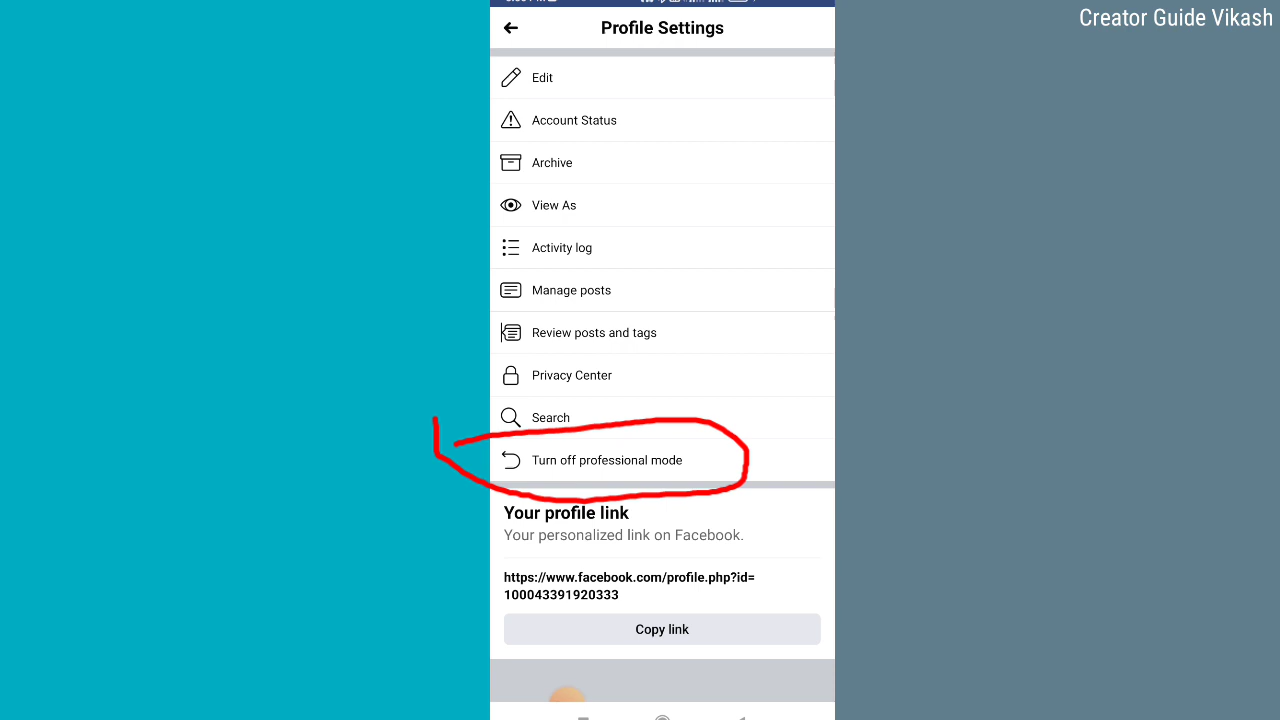 Creator Guide Vikash
Profile Settings
Edit
Account Status
Archive
View As
Activity log
Manage posts
Review posts and tags
Privacy Center
Search
Turn off professional mode
Your profile link
Your personalized link on Facebook.
https://www.facebook.com/profile.php?id=
100043391920333
Copy link